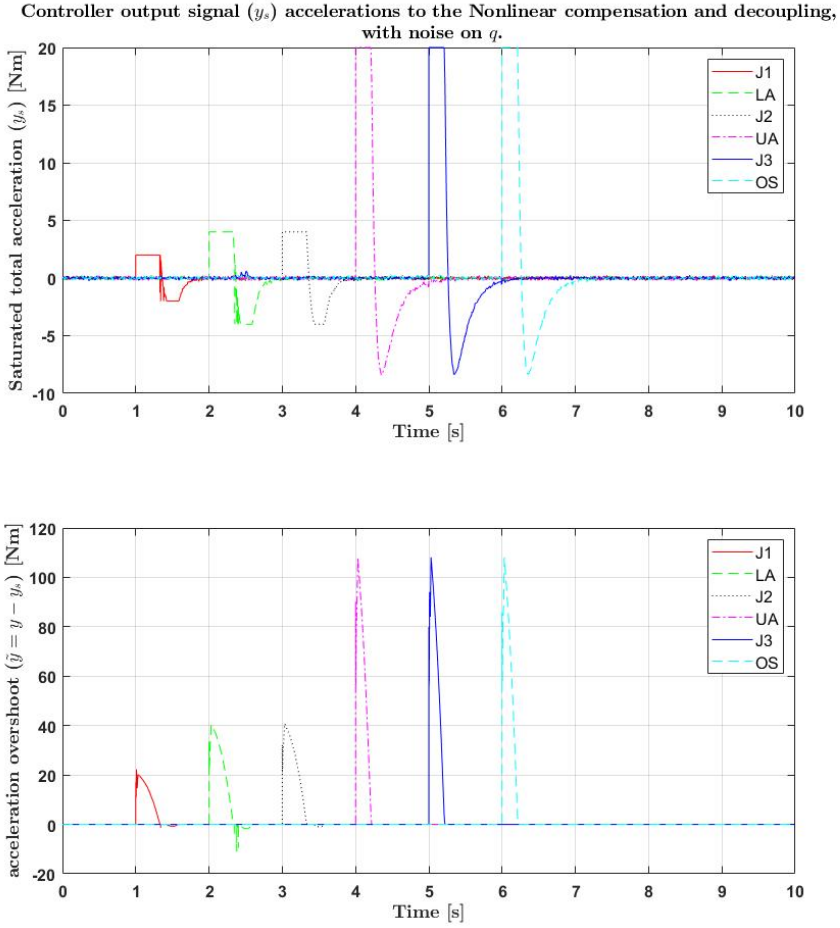 Controller output signal (yₛ) accelerations to the Nonlinear compensation and decoupling,
with noise on q.
Saturated total acceleration (yₛ) [Nm]
20
15
10
5
0
-5
-10
0 1 2 3 4 5 6 7 8 9 10
Time [s]
J1
LA
J2
UA
J3
OS
acceleration overshoot (ỹ = y − yₛ) [Nm]
120
100
80
60
40
20
0
-20
0 1 2 3 4 5 6 7 8 9 10
Time [s]
J1
LA
J2
UA
J3
OS